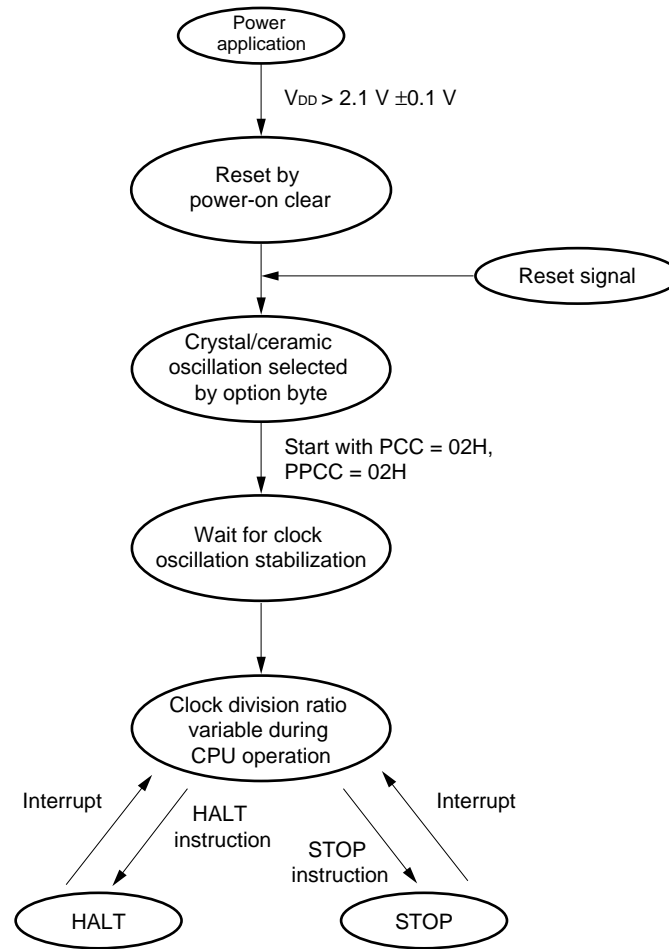 Power
application
VDD > 2.1 V ±0.1 V
Reset by
power-on clear
Reset signal
Crystal/ceramic
oscillation selected
by option byte
Start with PCC = 02H,
PPCC = 02H
Wait for clock
oscillation stabilization
Clock division ratio
variable during
CPU operation
Interrupt
HALT
instruction
STOP
instruction
Interrupt
HALT
STOP